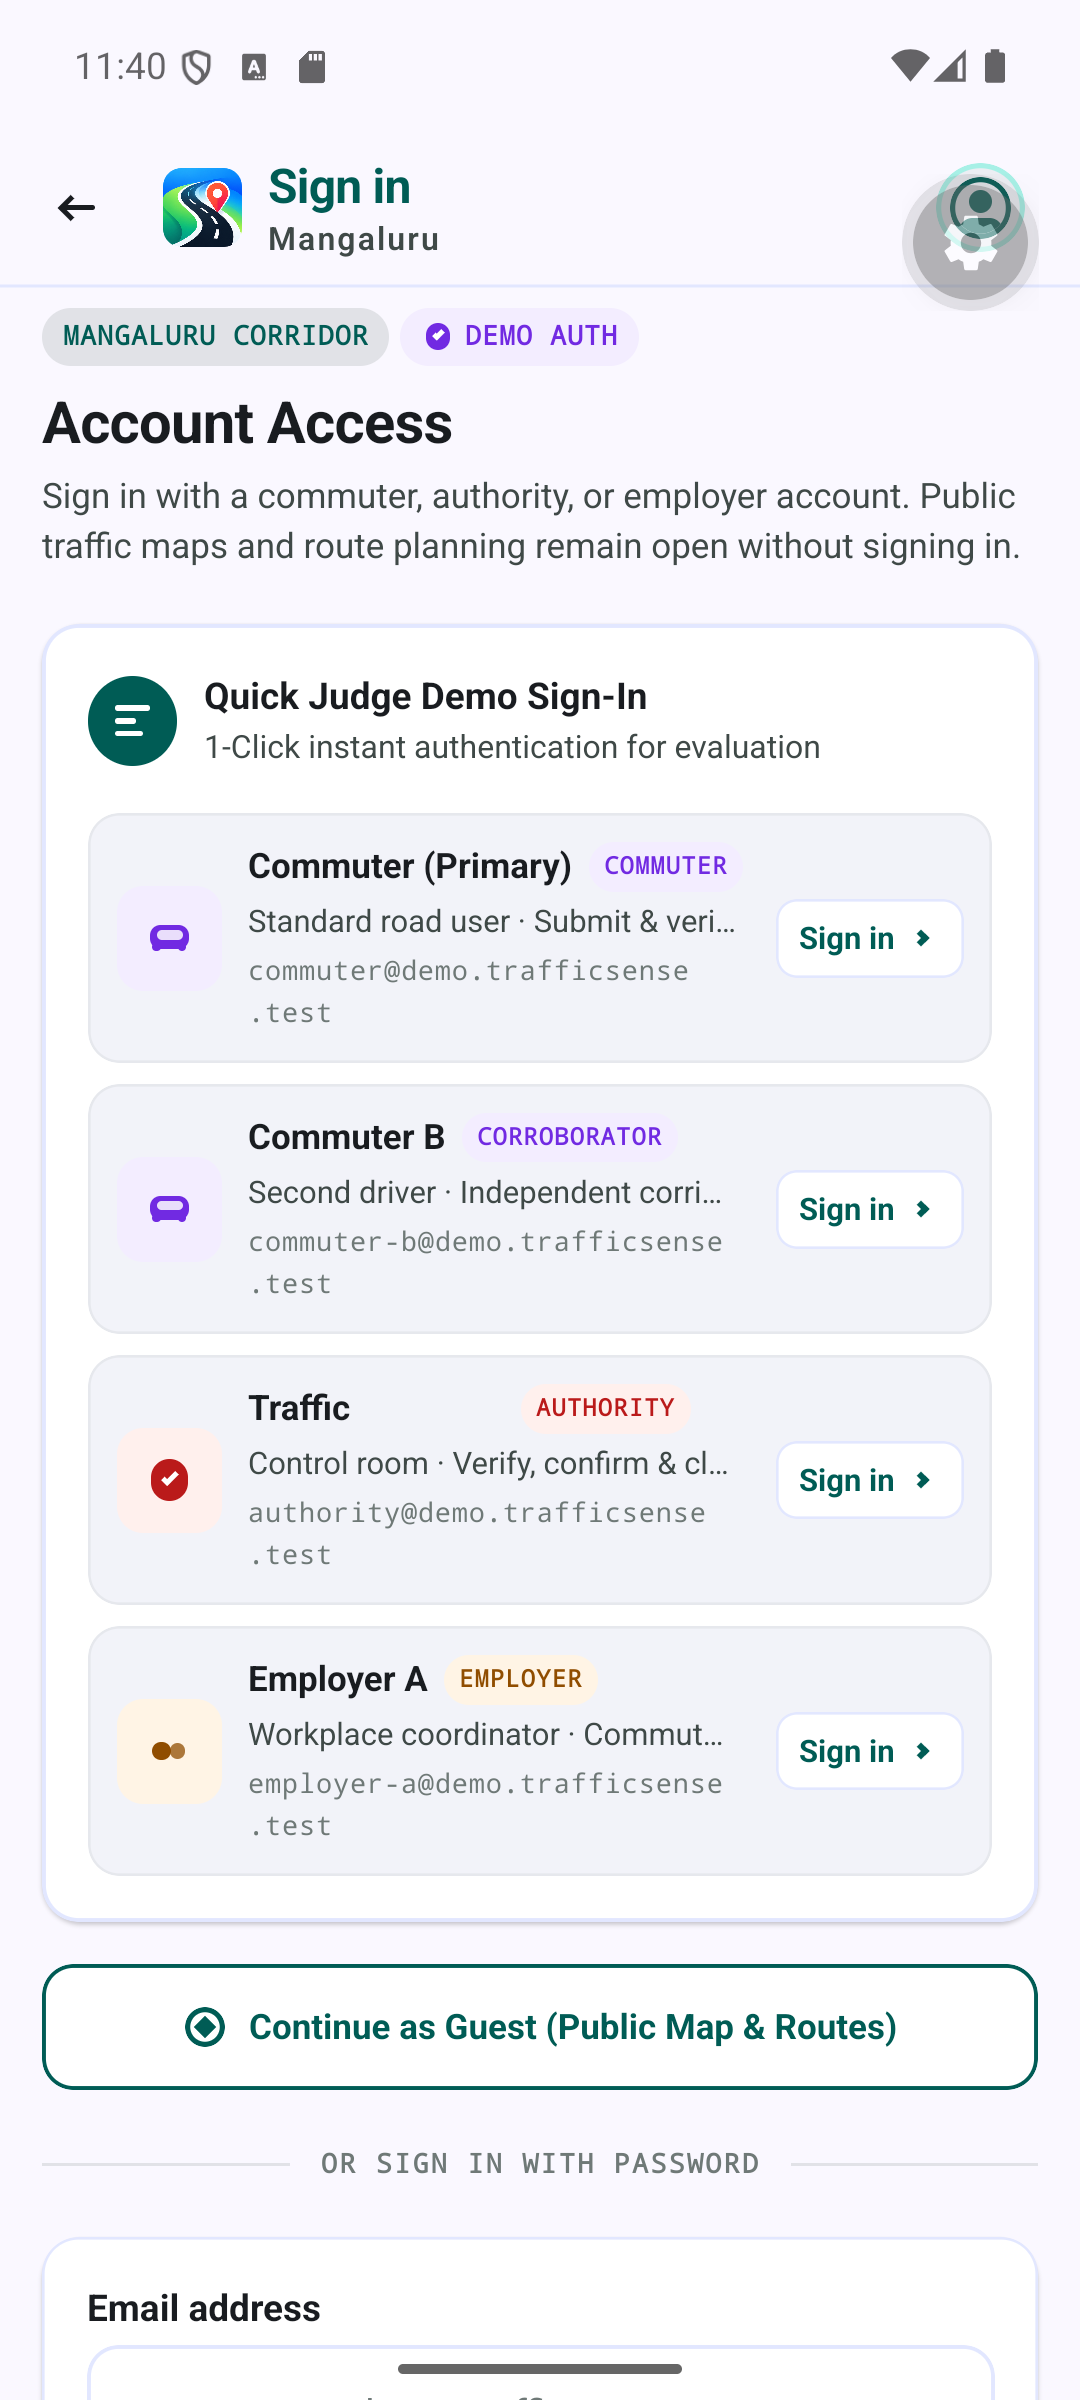 11:40
Sign in
Mangaluru
MANGALURU CORRIDOR
DEMO AUTH
Account Access
Sign in with a commuter, authority, or employer account. Public
traffic maps and route planning remain open without signing in.
Quick Judge Demo Sign-In
1-Click instant authentication for evaluation
Commuter (Primary) COMMUTER
Standard road user · Submit & veri...
commuter@demo.trafficsense
.test
Sign in
Commuter B CORROBORATOR
Second driver · Independent corri...
commuter-b@demo.trafficsense
.test
Sign in
Traffic AUTHORITY
Control room · Verify, confirm & cl...
authority@demo.trafficsense
.test
Sign in
Employer A EMPLOYER
Workplace coordinator · Commut...
employer-a@demo.trafficsense
.test
Sign in
Continue as Guest (Public Map & Routes)
OR SIGN IN WITH PASSWORD
Email address